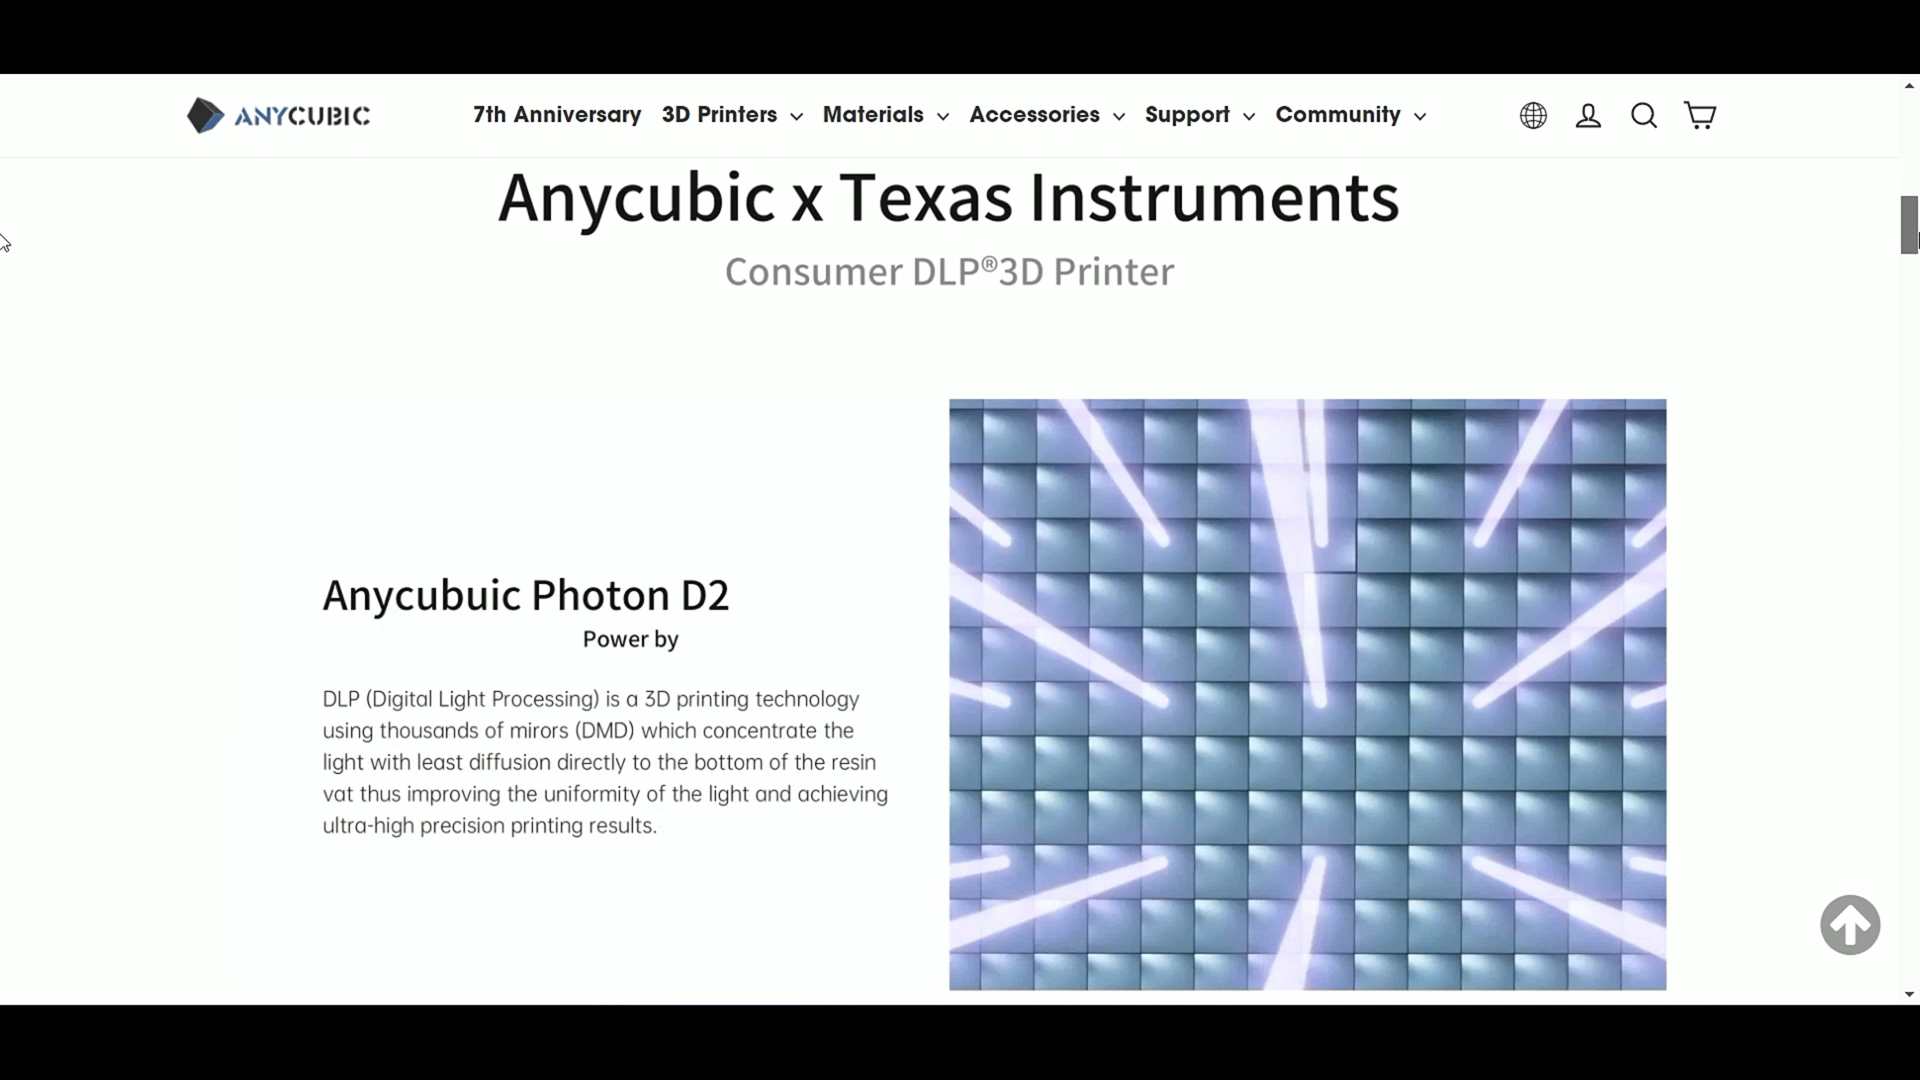 ANYCUBIC
7th Anniversary 3D Printers Materials Accessories Support Community
Anycubic x Texas Instruments
Consumer DLP®3D Printer
Anycubuic Photon D2
Power by
DLP (Digital Light Processing) is a 3D printing technology
using thousands of mirors (DMD) which concentrate the
light with least diffusion directly to the bottom of the resin
vat thus improving the uniformity of the light and achieving
ultra-high precision printing results.